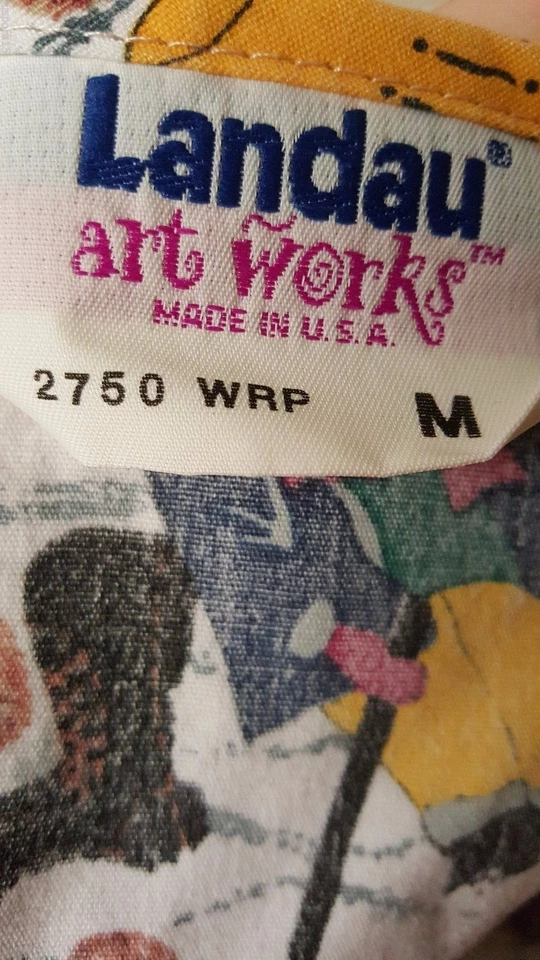 Landau®
art works™
MADE IN U.S.A.
2750 WRP M